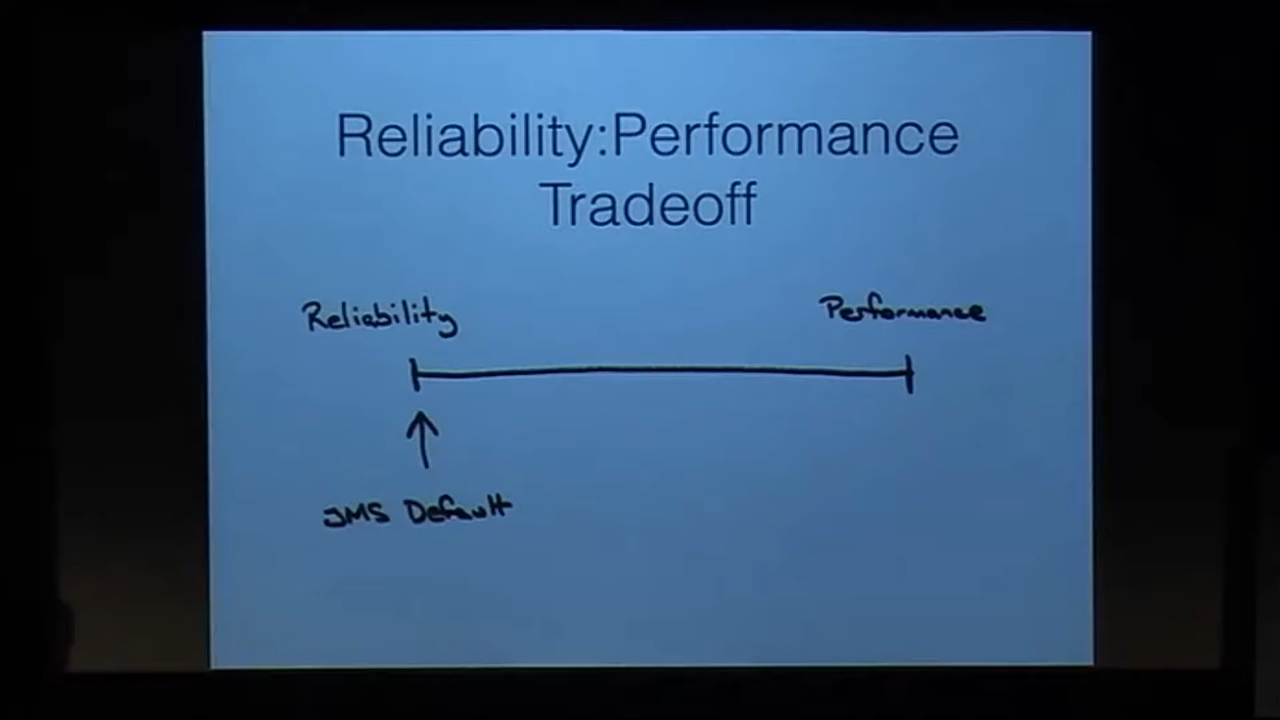 Reliability:Performance
Tradeoff
Reliability
Performance
JMS Default